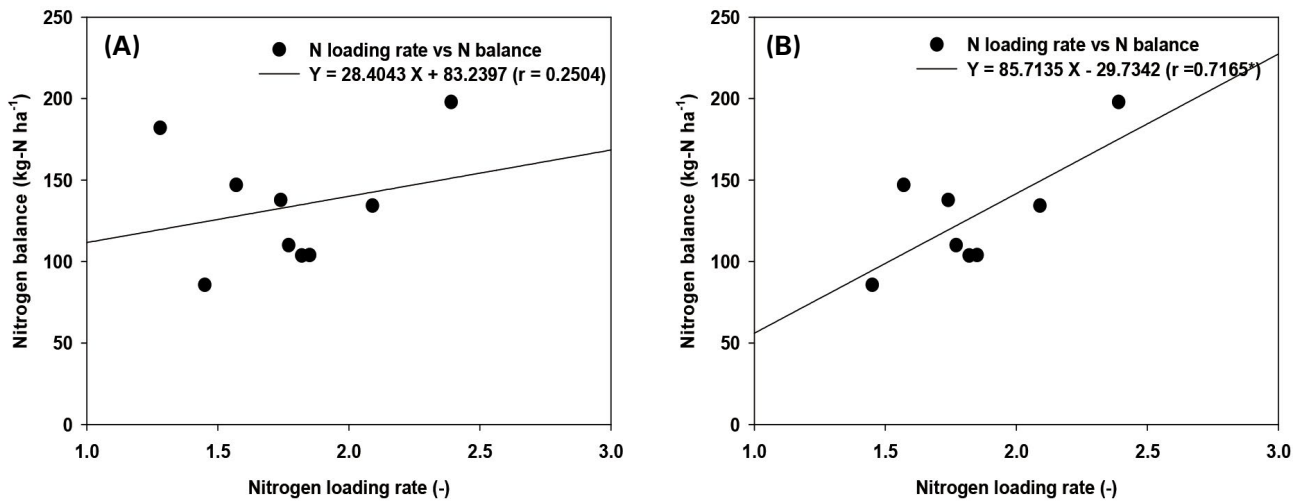 (A)
N loading rate vs N balance
Y = 28.4043 X + 83.2397 (r = 0.2504)
250
200
150
100
50
0
Nitrogen balance (kg-N ha⁻¹)
1.0 1.5 2.0 2.5 3.0
Nitrogen loading rate (-)
(B)
N loading rate vs N balance
Y = 85.7135 X - 29.7342 (r =0.7165*)
250
200
150
100
50
0
Nitrogen balance (kg-N ha⁻¹)
1.0 1.5 2.0 2.5 3.0
Nitrogen loading rate (-)